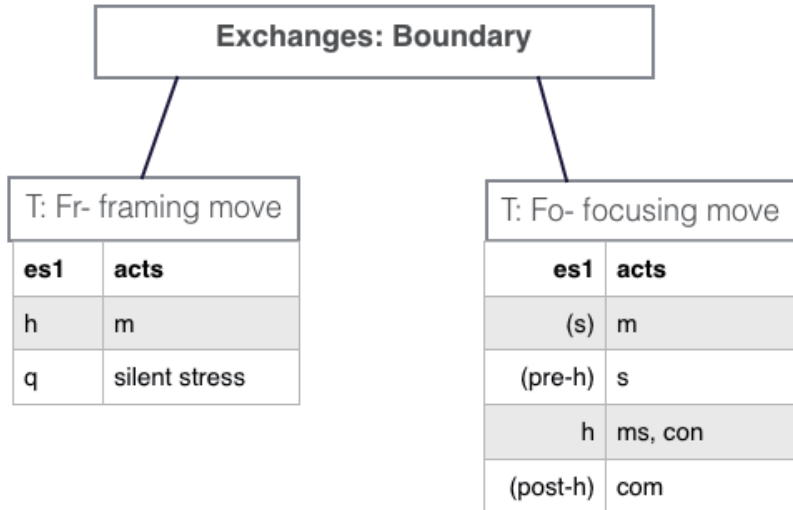 Exchanges: Boundary
T: Fr- framing move
es1 acts
h m
q silent stress
T: Fo- focusing move
es1 acts
(s) m
(pre-h) s
h ms, con
(post-h) com